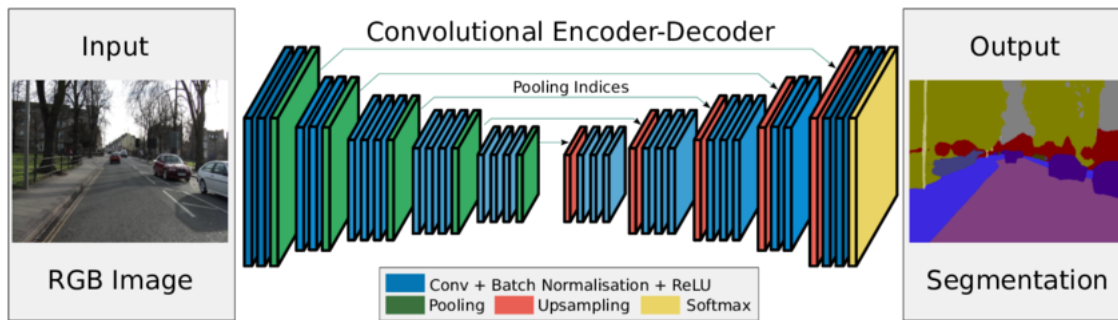 Input
RGB Image
Convolutional Encoder-Decoder
Pooling Indices
Conv + Batch Normalisation + ReLU
Pooling Upsampling Softmax
Output
Segmentation